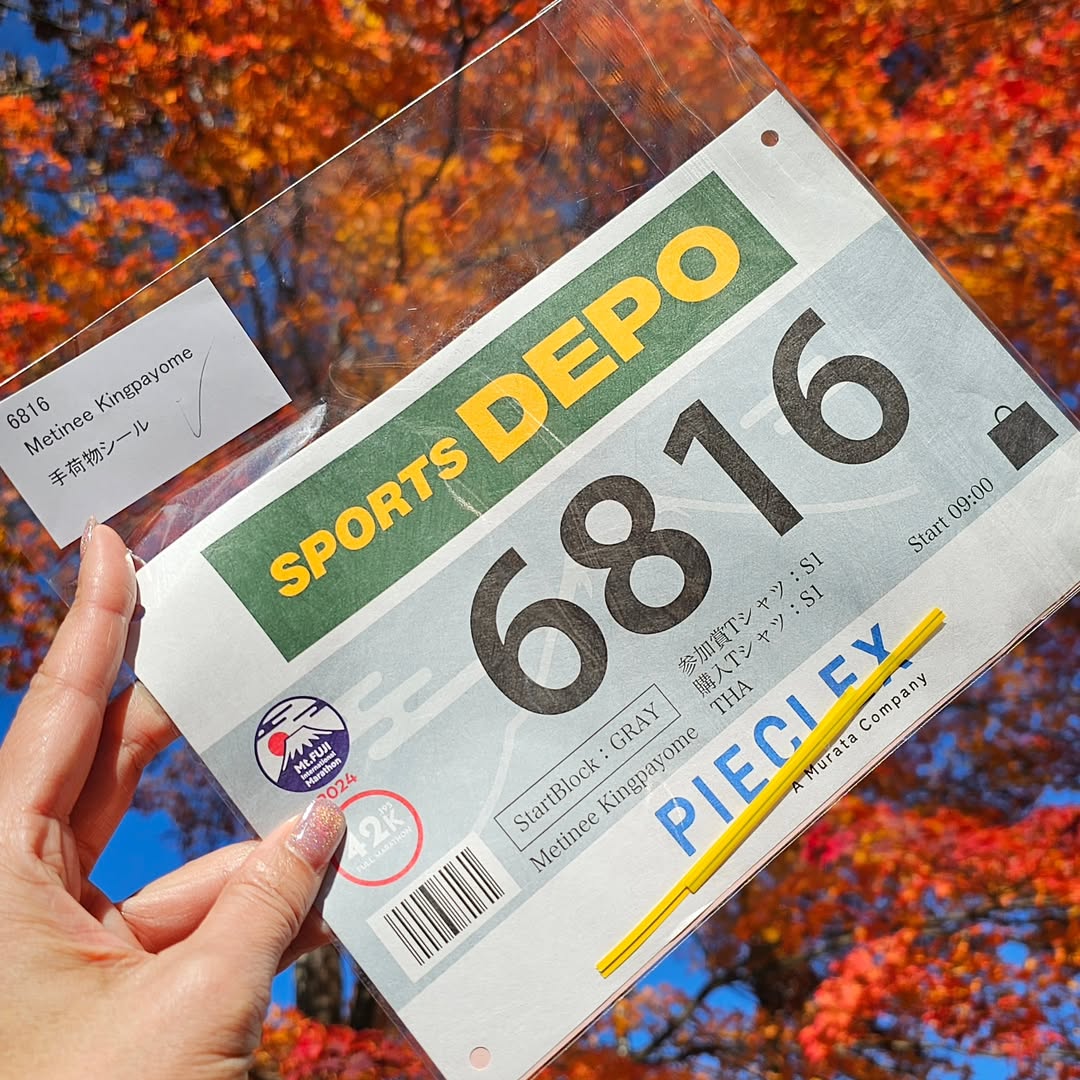 6816
Metinee Kingpayome
手荷物シール
SPORTS DEPO
6816
参加賞Tシャツ：S1
購入Tシャツ：S1
Start 09:00
StartBlock：GRAY
THA
Metinee Kingpayome
Mt.FUJI
International
Marathon
2024
42K
195
FULL MARATHON
PIECLEX
A Murata Company